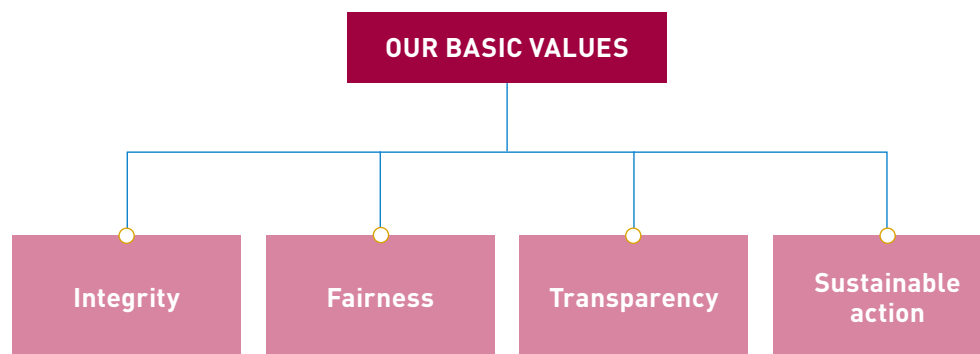 OUR BASIC VALUES
Integrity
Fairness
Transparency
Sustainable
action